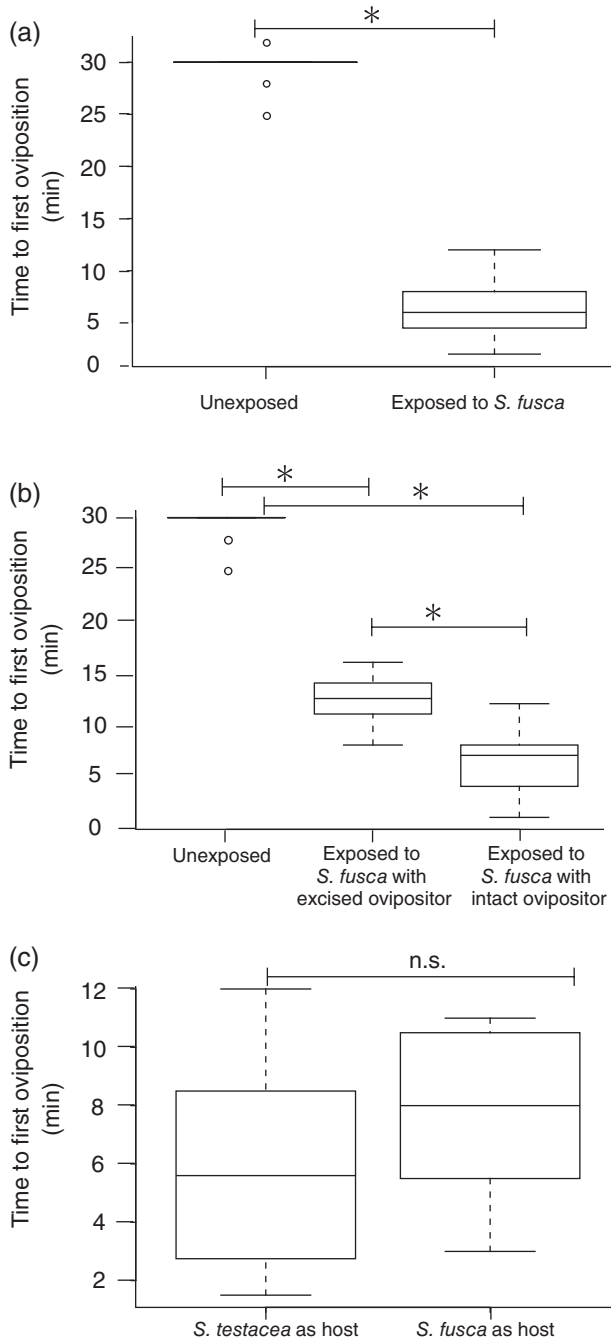 (a)
*
30
25
20
15
10
5
0
Time to first oviposition
(min)
Unexposed
Exposed to S. fusca
(b)
*
*
*
30
25
20
15
10
5
0
Time to first oviposition
(min)
Unexposed
Exposed to
S. fusca with
excised ovipositor
Exposed to
S. fusca with
intact ovipositor
(c)
n.s.
12
10
8
6
4
2
Time to first oviposition
(min)
S. testacea as host
S. fusca as host